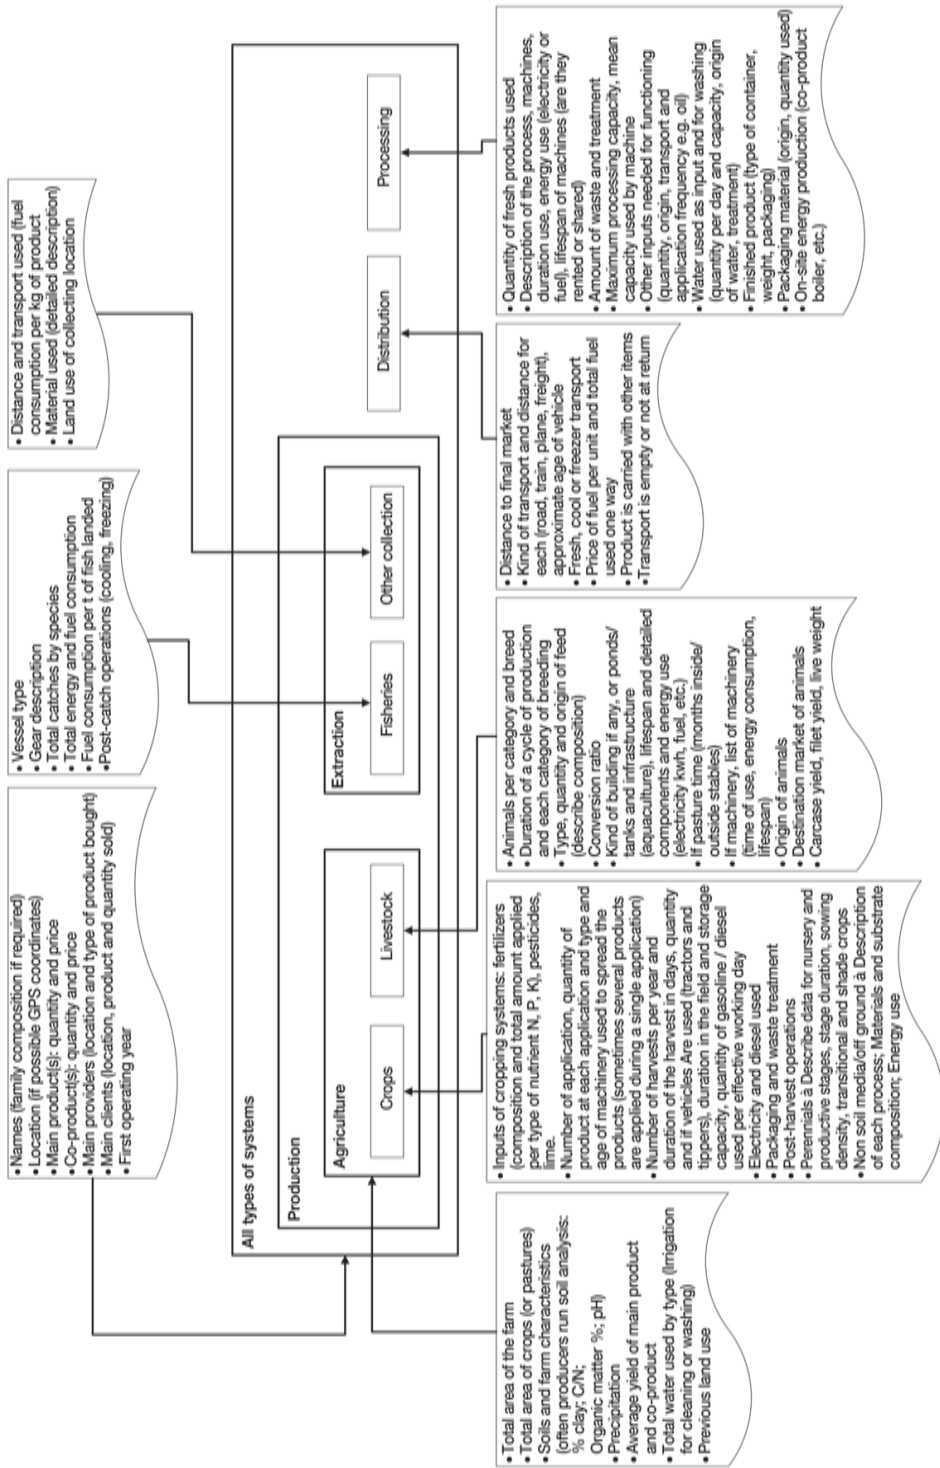 • Names (family composition if required)
• Location (if possible GPS coordinates)
• Main product(s): quantity and price
• Co-product(s): quantity and price
• Main providers (location and type of product bought)
• Main clients (location, product and quantity sold)
• First operating year
• Vessel type
• Gear description
• Total catches by species
• Total energy and fuel consumption
• Fuel consumption per t of fish landed
• Post-catch operations (cooling, freezing)
• Distance and transport used (fuel
consumption per kg of product
• Material used (detailed description)
• Land use of collecting location
All types of systems
Production
Agriculture
Crops
Livestock
Extraction
Fisheries
Other collection
Distribution
Processing
• Total area of the farm
• Total area of crops (or pastures)
• Soils and farm characteristics
(often producers run soil analysis:
% clay; C/N;
Organic matter %; pH)
• Precipitation
• Average yield of main product
and co-product
• Total water used by type (Irrigation
for cleaning or washing)
• Previous land use
• Inputs of cropping systems: fertilizers
(composition and total amount applied
per type of nutrient N, P, K), pesticides,
lime.
• Number of application, quantity of
product at each application and type and
age of machinery used to spread the
products (sometimes several products
are applied during a single application)
• Number of harvests per year and
duration of the harvest in days, quantity
and if vehicles Are used (tractors and
tippers), duration in the field and storage
capacity, quantity of gasoline / diesel
used per effective working day
• Electricity and diesel used
• Packaging and waste treatment
• Post-harvest operations
• Perennials à Describe data for nursery and
productive stages, stage duration, sowing
density, transitional and shade crops
• Non soil media/off ground à Description
of each process; Materials and substrate
composition; Energy use
• Animals per category and breed
• Duration of a cycle of production
and each category of breeding
• Type, quantity and origin of feed
(describe composition)
• Conversion ratio
• Kind of building if any, or ponds/
tanks and infrastructure
(aquaculture), lifespan and detailed
components and energy use
(electricity kwh, fuel, etc.)
• If pasture time (months inside/
outside stables)
• If machinery, list of machinery
(time of use, energy consumption,
lifespan)
• Origin of animals
• Destination market of animals
• Carcase yield, filet yield, live weight
• Distance to final market
• Kind of transport and distance for
each (road, train, plane, freight),
approximate age of vehicle
• Fresh, cool or freezer transport
• Price of fuel per unit and total fuel
used one way
• Product is carried with other items
• Transport is empty or not at return
• Quantity of fresh products used
• Description of the process, machines,
duration use, energy use (electricity or
fuel), lifespan of machines (are they
rented or shared)
• Amount of waste and treatment
• Maximum processing capacity, mean
capacity used by machine
• Other inputs needed for functioning
(quantity, origin, transport and
application frequency e.g. oil)
• Water used as input and for washing
(quantity per day and capacity, origin
of water, treatment)
• Finished product (type of container,
weight, packaging)
• Packaging material (origin, quantity used)
• On-site energy production (co-product
boiler, etc.)